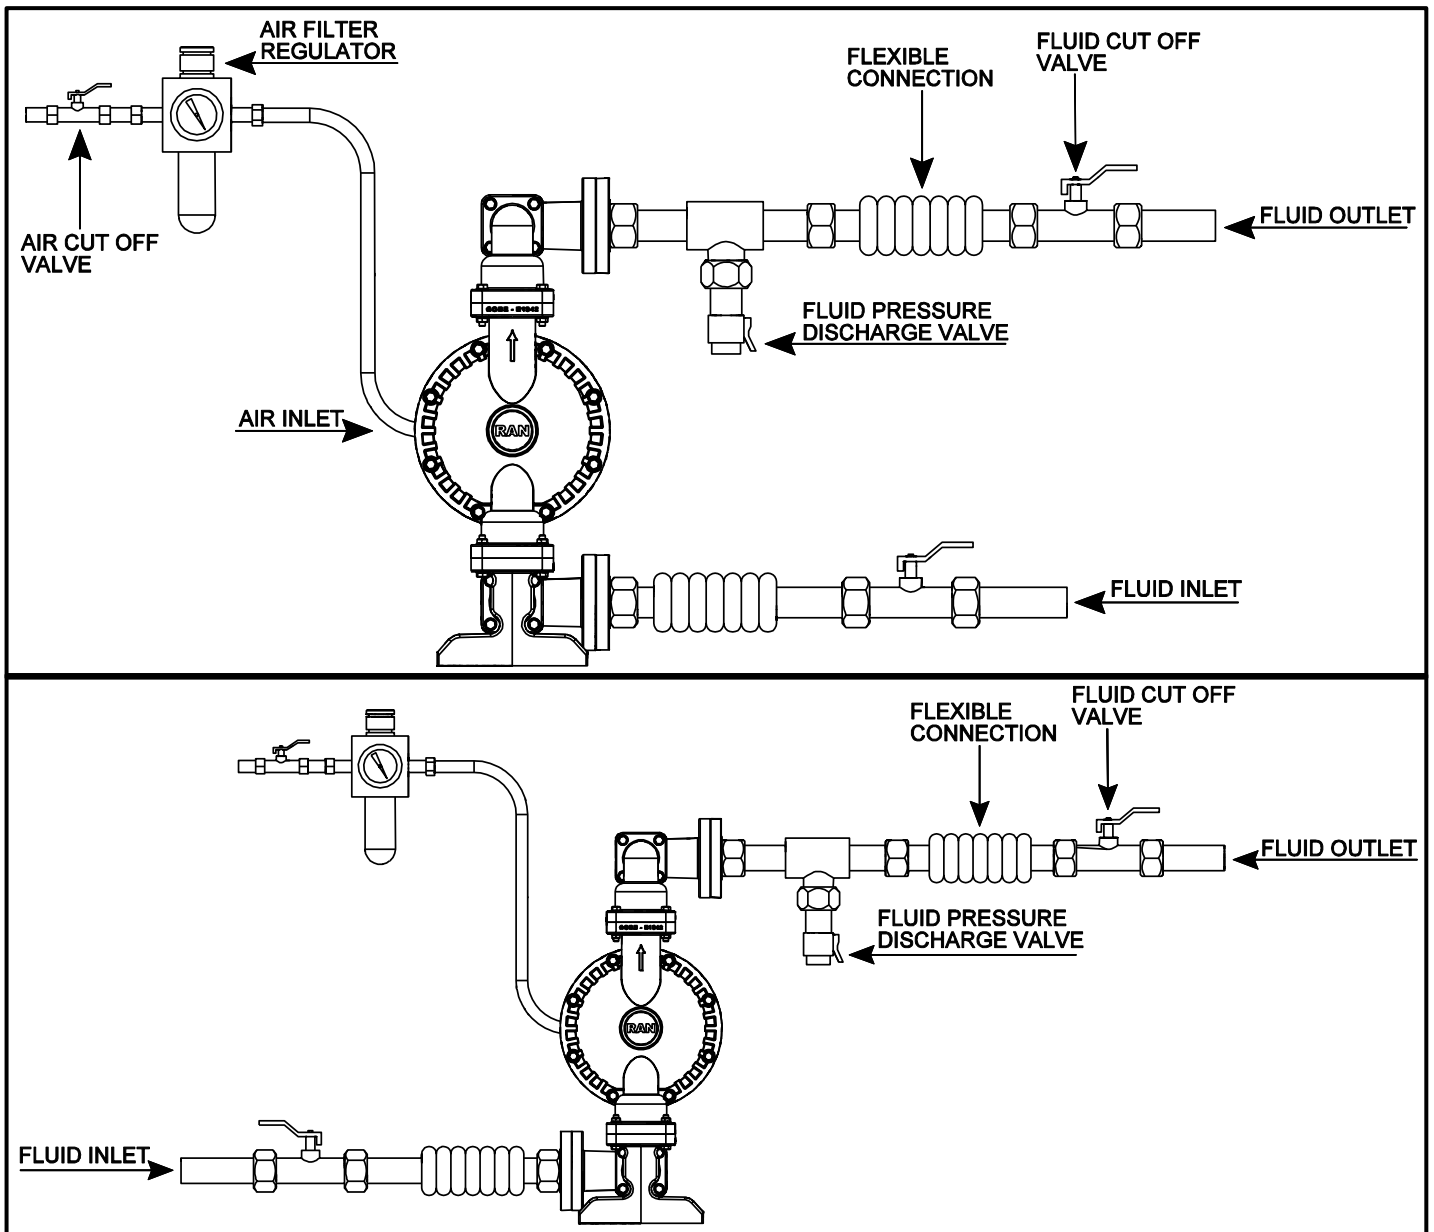 AIR FILTER
REGULATOR
FLEXIBLE
CONNECTION
FLUID CUT OFF
VALVE
AIR CUT OFF
VALVE
FLUID OUTLET
FLUID PRESSURE
DISCHARGE VALVE
AIR INLET
RAN
FLUID INLET
FLEXIBLE
CONNECTION
FLUID CUT OFF
VALVE
FLUID OUTLET
FLUID PRESSURE
DISCHARGE VALVE
RAN
FLUID INLET